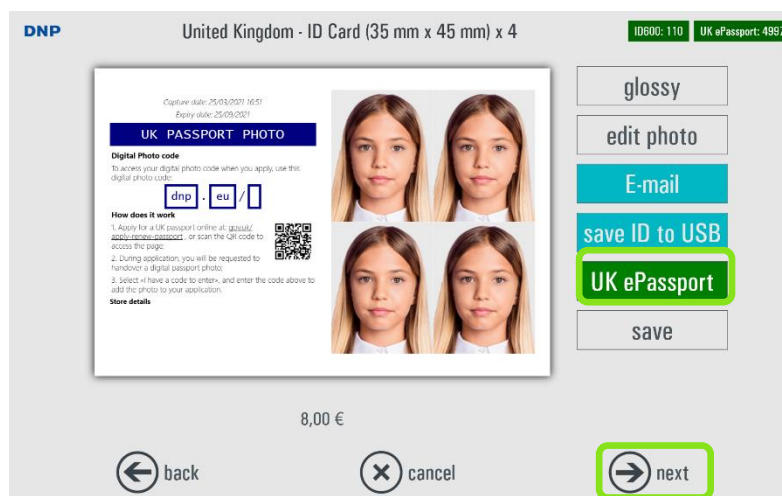 DNP
United Kingdom - ID Card (35 mm x 45 mm) x 4
ID600: 110
UK ePassport: 4997
Capture date: 25/03/2021 16:51
Expiry date: 25/09/2021
UK PASSPORT PHOTO
Digital Photo code
To access your digital photo code when you apply, use this
digital photo code:
dnp . eu /
How does it work
1. Apply for a UK passport online at: gov.uk/
apply-renew-passport , or scan the QR code to
access the page;
2. During application, you will be requested to
handover a digital passport photo;
3. Select «I have a code to enter», and enter the code above to
add the photo to your application.
Store details
glossy
edit photo
E-mail
save ID to USB
UK ePassport
save
8,00 €
back
cancel
next